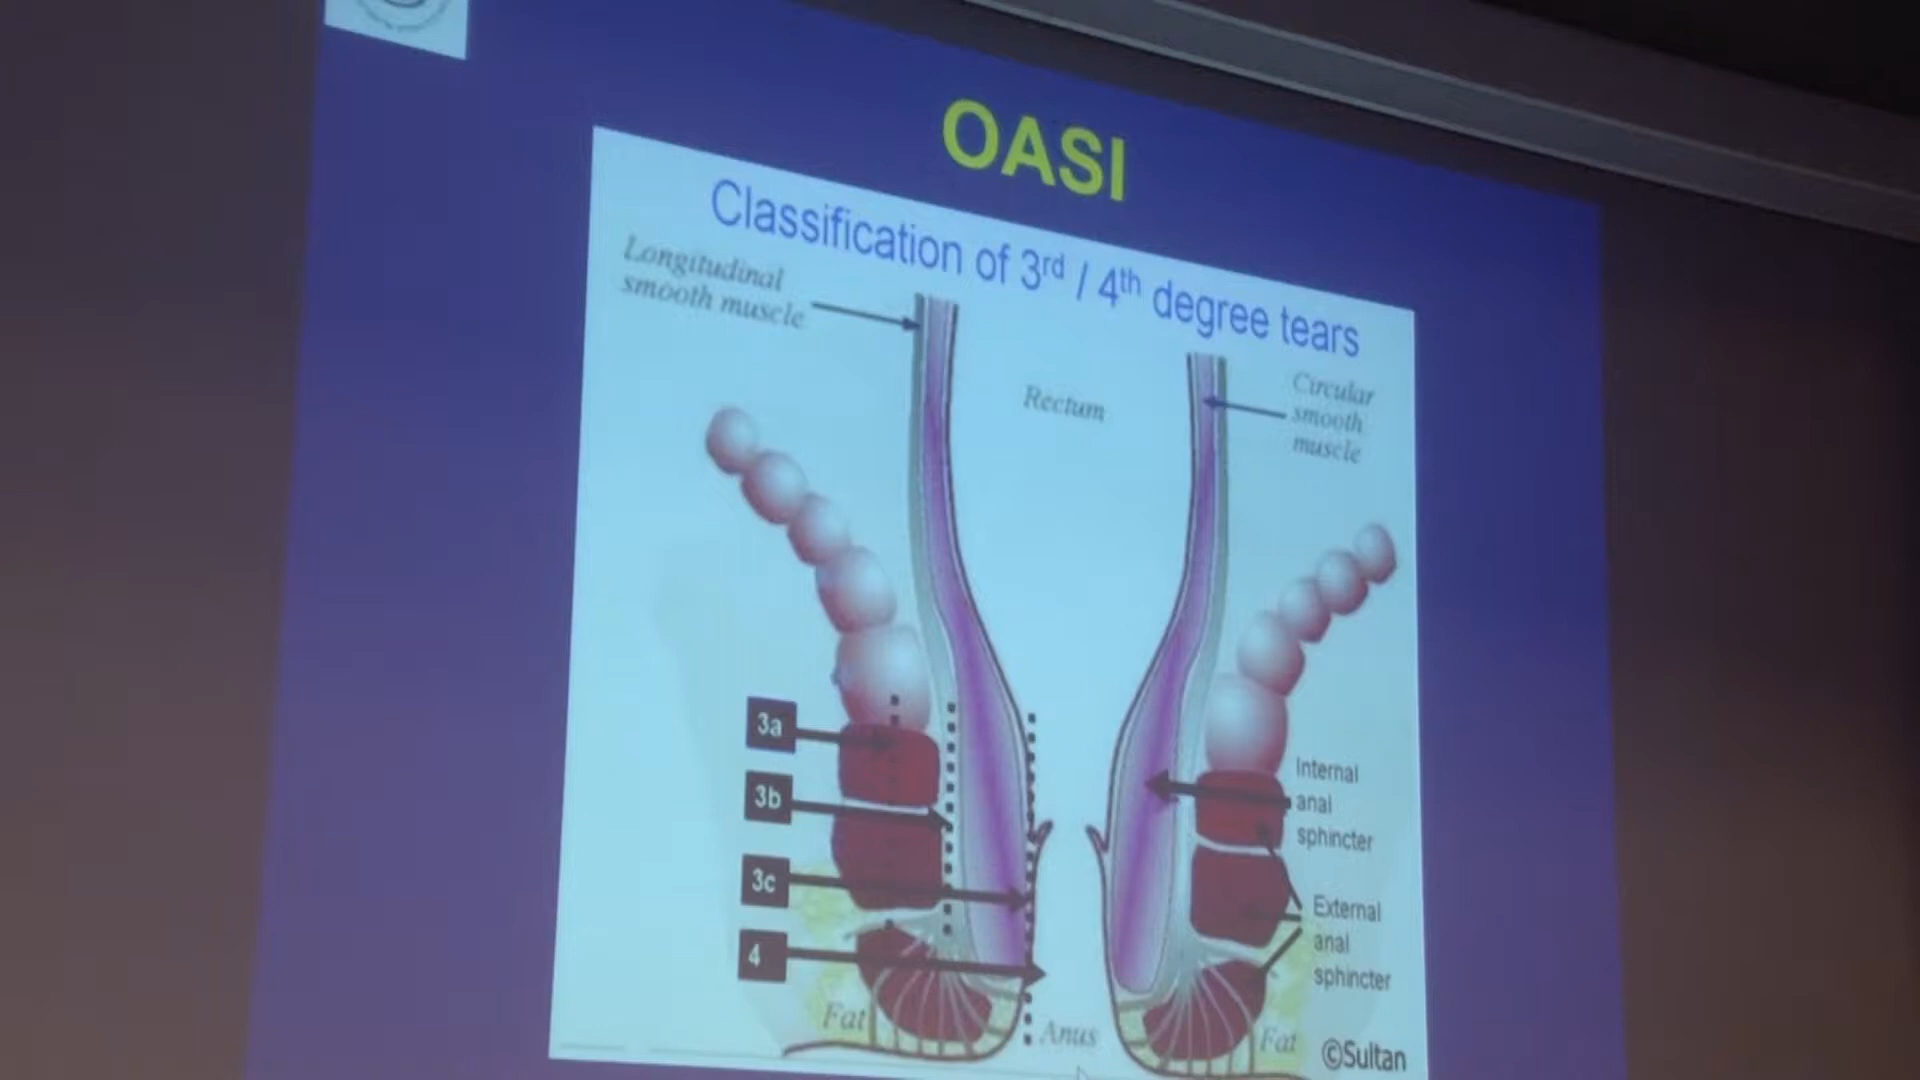 OASI
Classification of 3rd / 4th degree tears
Longitudinal
smooth muscle
Rectum
Circular
smooth
muscle
3a
3b
3c
4
Internal
anal
sphincter
External
anal
sphincter
Fat
Anus
Fat
©Sultan